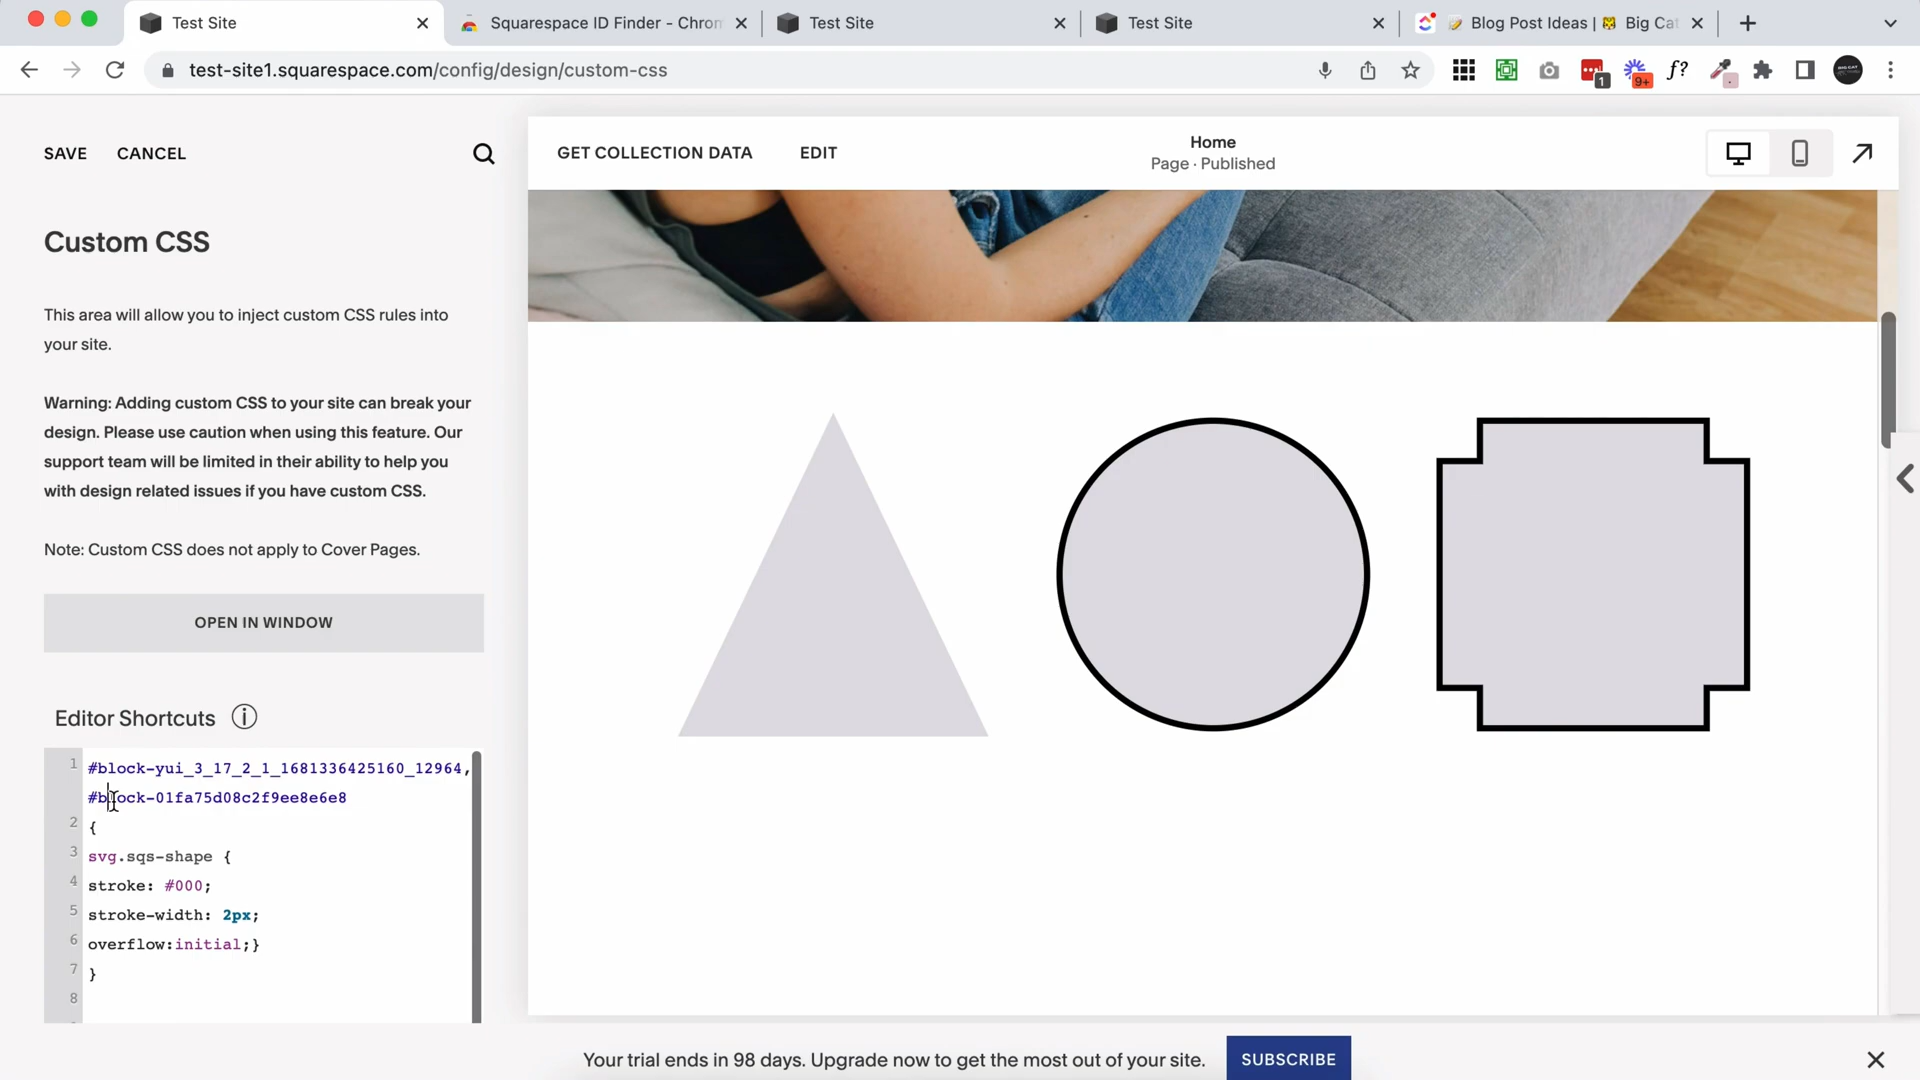 Test Site
Squarespace ID Finder - Chron
Test Site
Test Site
Blog Post Ideas | 🐯 Big Cat
test-site1.squarespace.com/config/design/custom-css
1
9+
f?
SAVE CANCEL
GET COLLECTION DATA EDIT
Home
Page · Published
Custom CSS
This area will allow you to inject custom CSS rules into
your site.
Warning: Adding custom CSS to your site can break your
design. Please use caution when using this feature. Our
support team will be limited in their ability to help you
with design related issues if you have custom CSS.
Note: Custom CSS does not apply to Cover Pages.
OPEN IN WINDOW
Editor Shortcuts i
1 #block-yui_3_17_2_1_1681336425160_12964,
#block-01fa75d08c2f9ee8e6e8
2 {
3 svg.sqs-shape {
4 stroke: #000;
5 stroke-width: 2px;
6 overflow:initial;}
7 }
8
Your trial ends in 98 days. Upgrade now to get the most out of your site. SUBSCRIBE